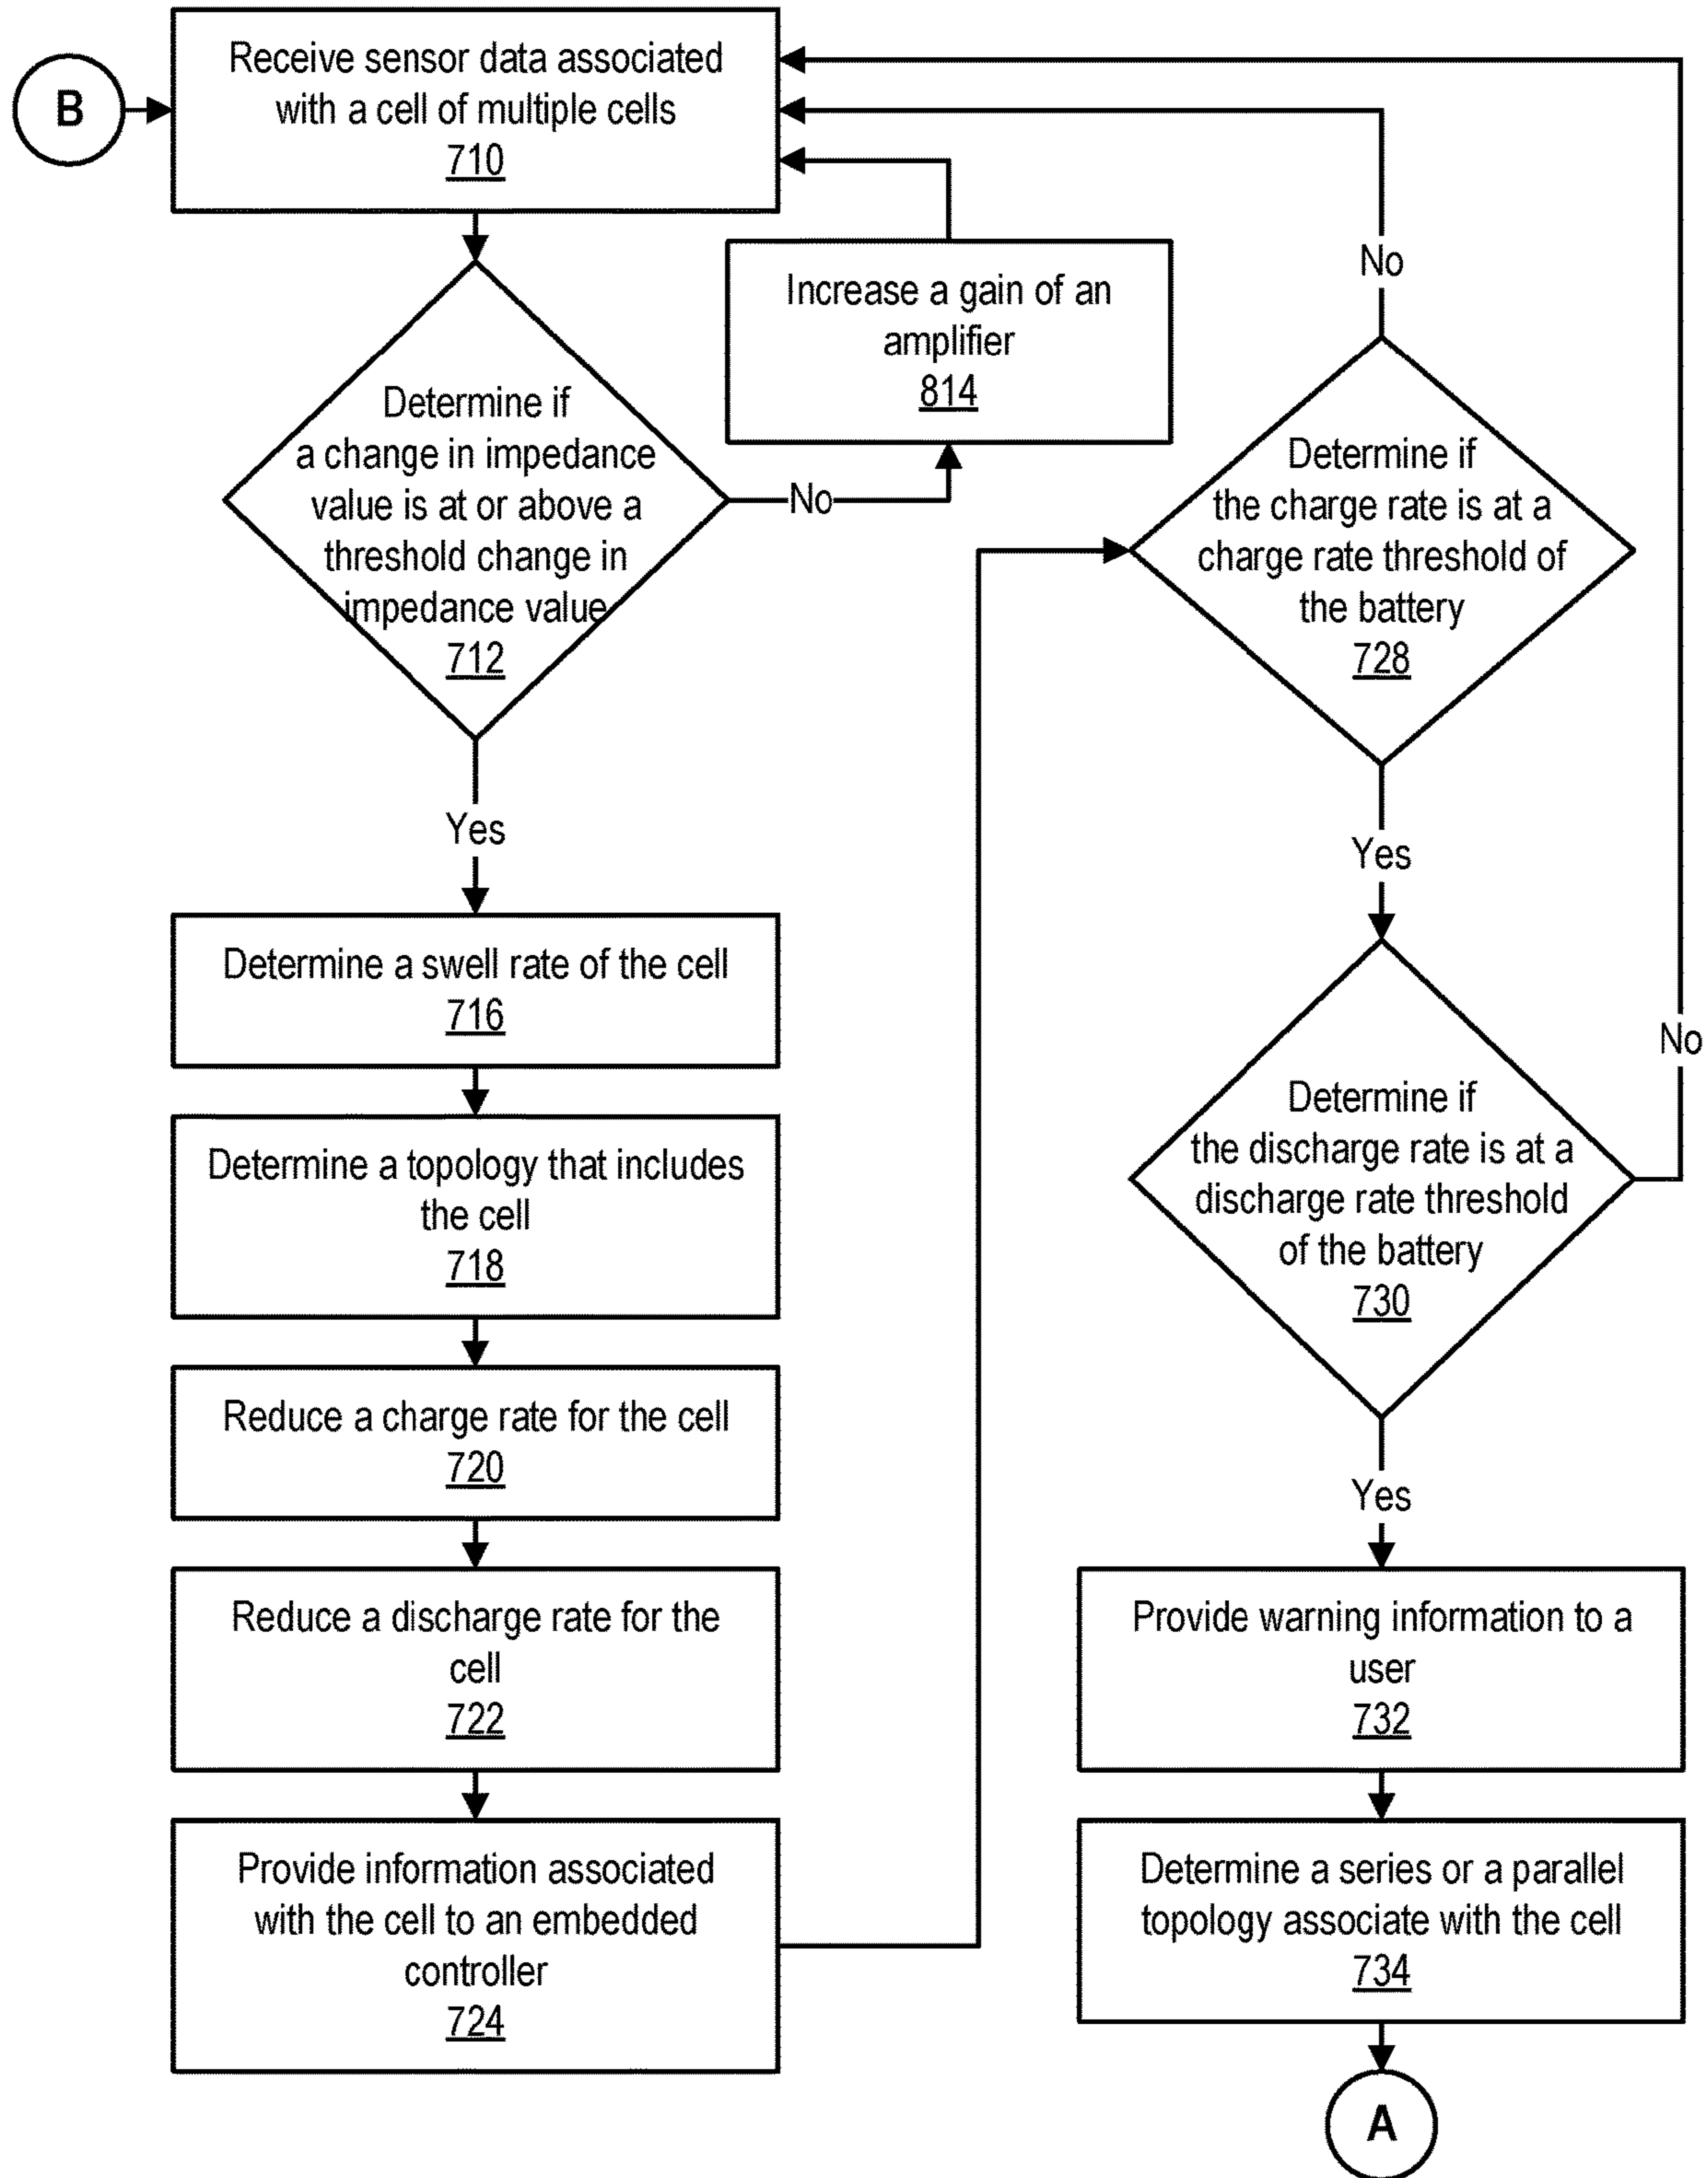 B
Receive sensor data associated
with a cell of multiple cells
710
Increase a gain of an
amplifier
814
Determine if
a change in impedance
value is at or above a
threshold change in
impedance value
712
No
Yes
Determine a swell rate of the cell
716
Determine a topology that includes
the cell
718
Reduce a charge rate for the cell
720
Reduce a discharge rate for the
cell
722
Provide information associated
with the cell to an embedded
controller
724
No
Determine if
the charge rate is at a
charge rate threshold of
the battery
728
Yes
No
Determine if
the discharge rate is at a
discharge rate threshold
of the battery
730
Yes
Provide warning information to a
user
732
Determine a series or a parallel
topology associate with the cell
734
A